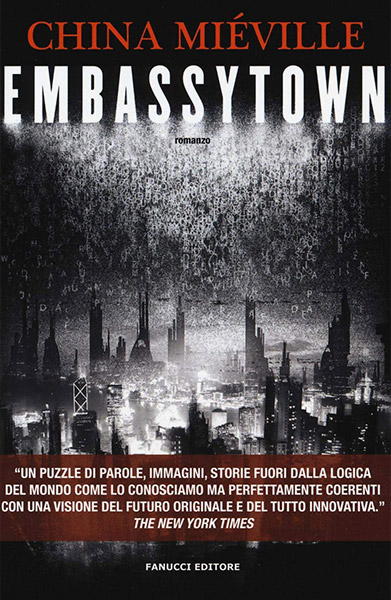 CHINA MIÉVILLE
EMBASSYTOWN
romanzo
“UN PUZZLE DI PAROLE, IMMAGINI, STORIE FUORI DALLA LOGICA
DEL MONDO COME LO CONOSCIAMO MA PERFETTAMENTE COERENTI
CON UNA VISIONE DEL FUTURO ORIGINALE E DEL TUTTO INNOVATIVA.”
THE NEW YORK TIMES
FANUCCI EDITORE